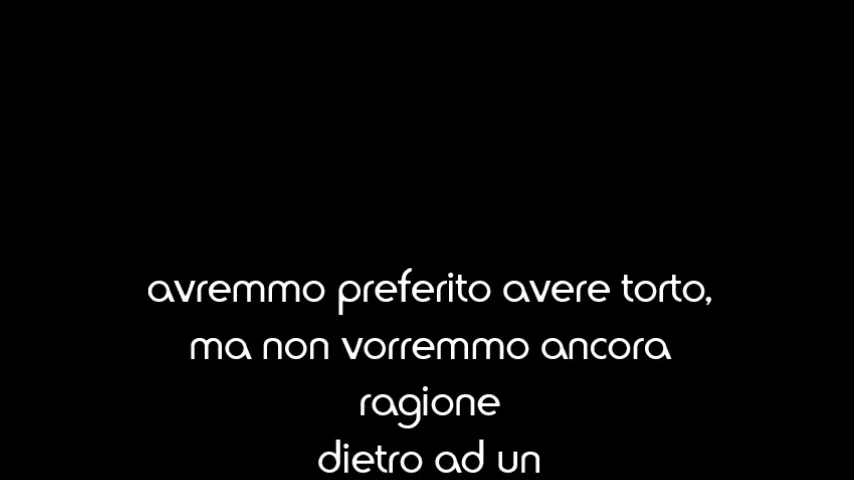 avremmo preferito avere torto,
ma non vorremmo ancora
ragione
dietro ad un